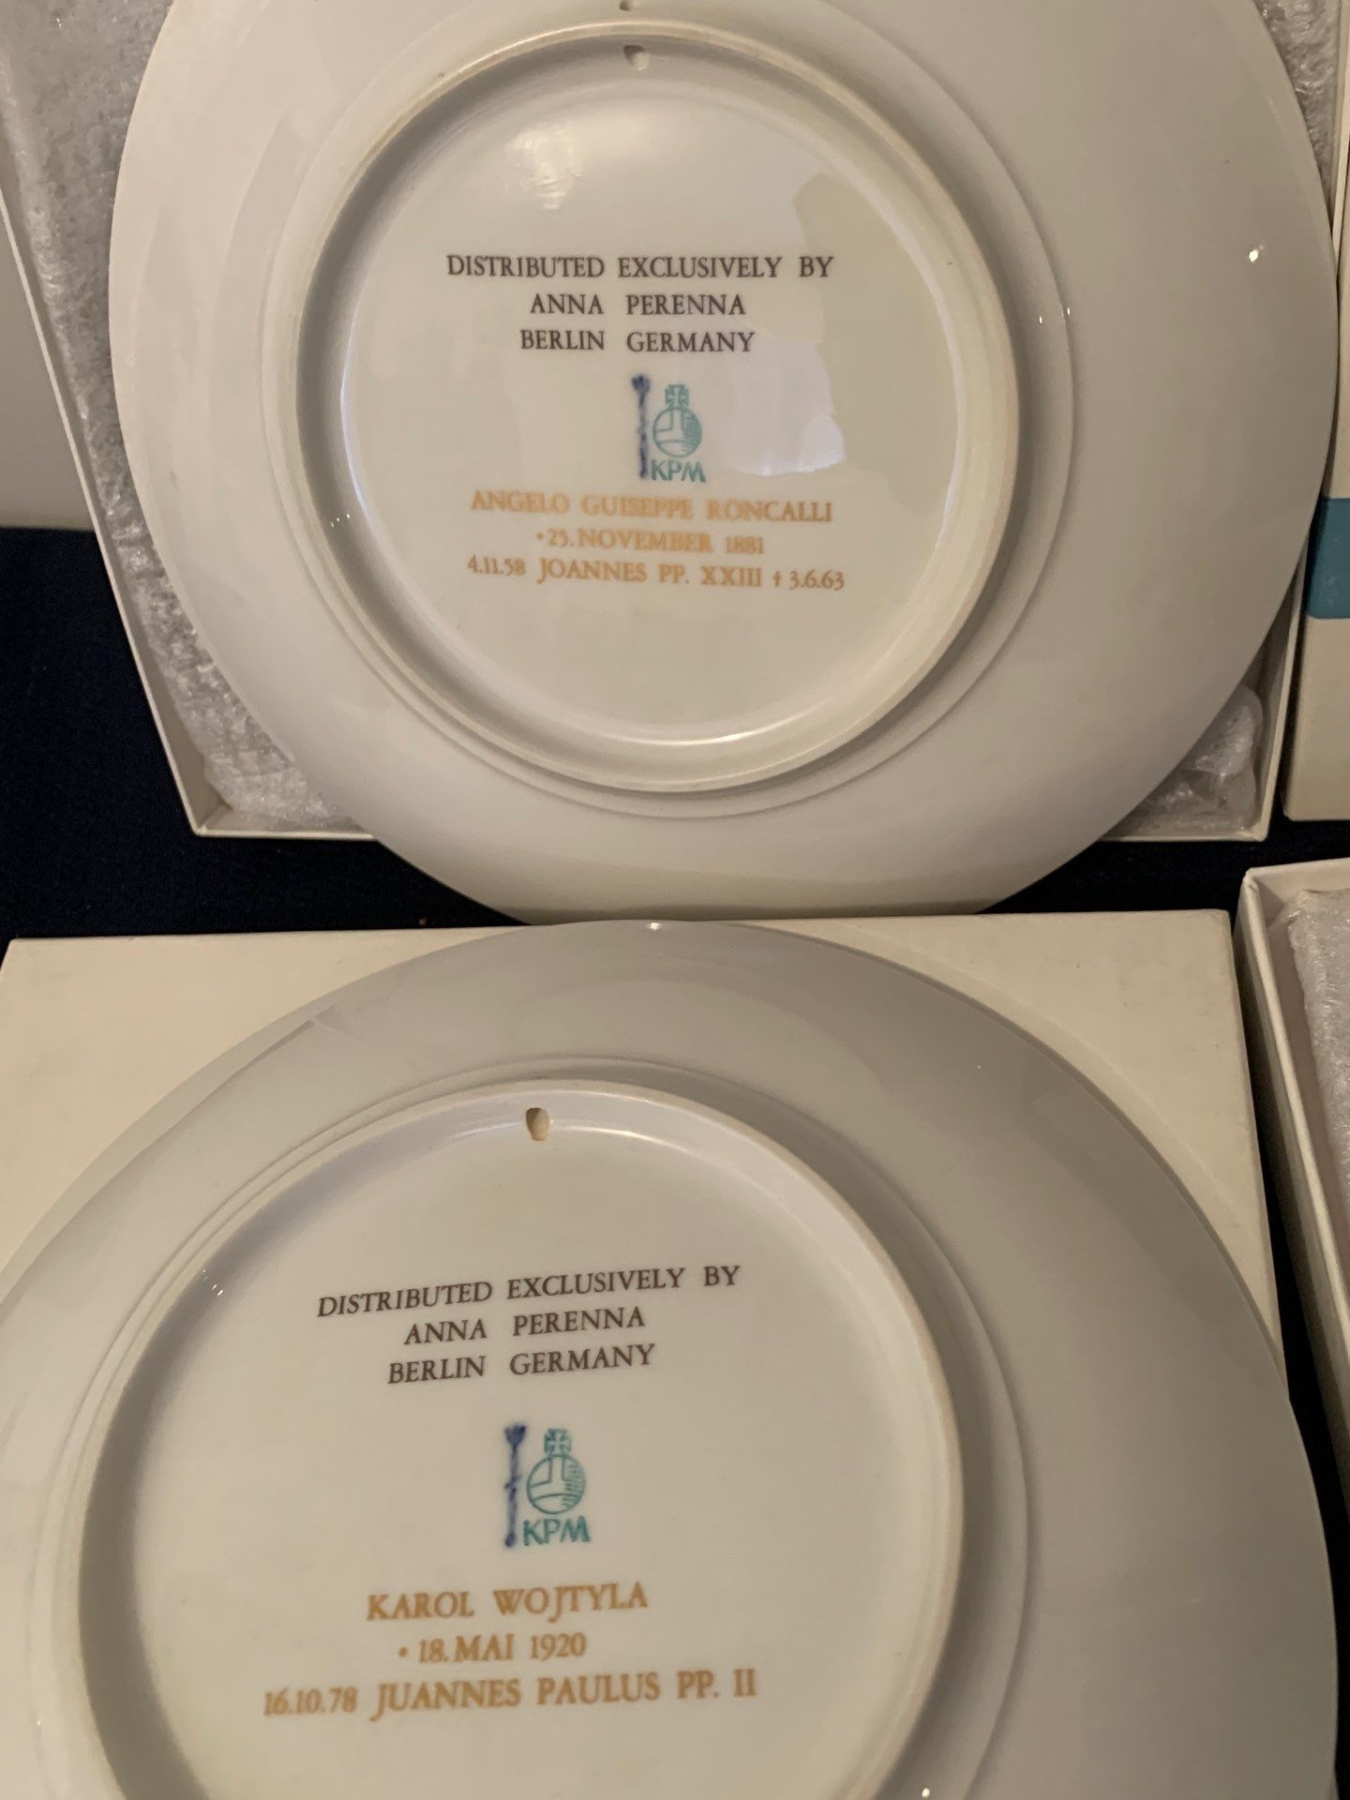 DISTRIBUTED EXCLUSIVELY BY
ANNA PERENNA
BERLIN GERMANY
KPM
ANGELO GUISEPPE RONCALLI
• 25. NOVEMBER 1881
4.11.58 JOANNES PP. XXIII † 3.6.63
DISTRIBUTED EXCLUSIVELY BY
ANNA PERENNA
BERLIN GERMANY
KPM
KAROL WOJTYLA
• 18. MAI 1920
16.10.78 JUANNES PAULUS PP. II